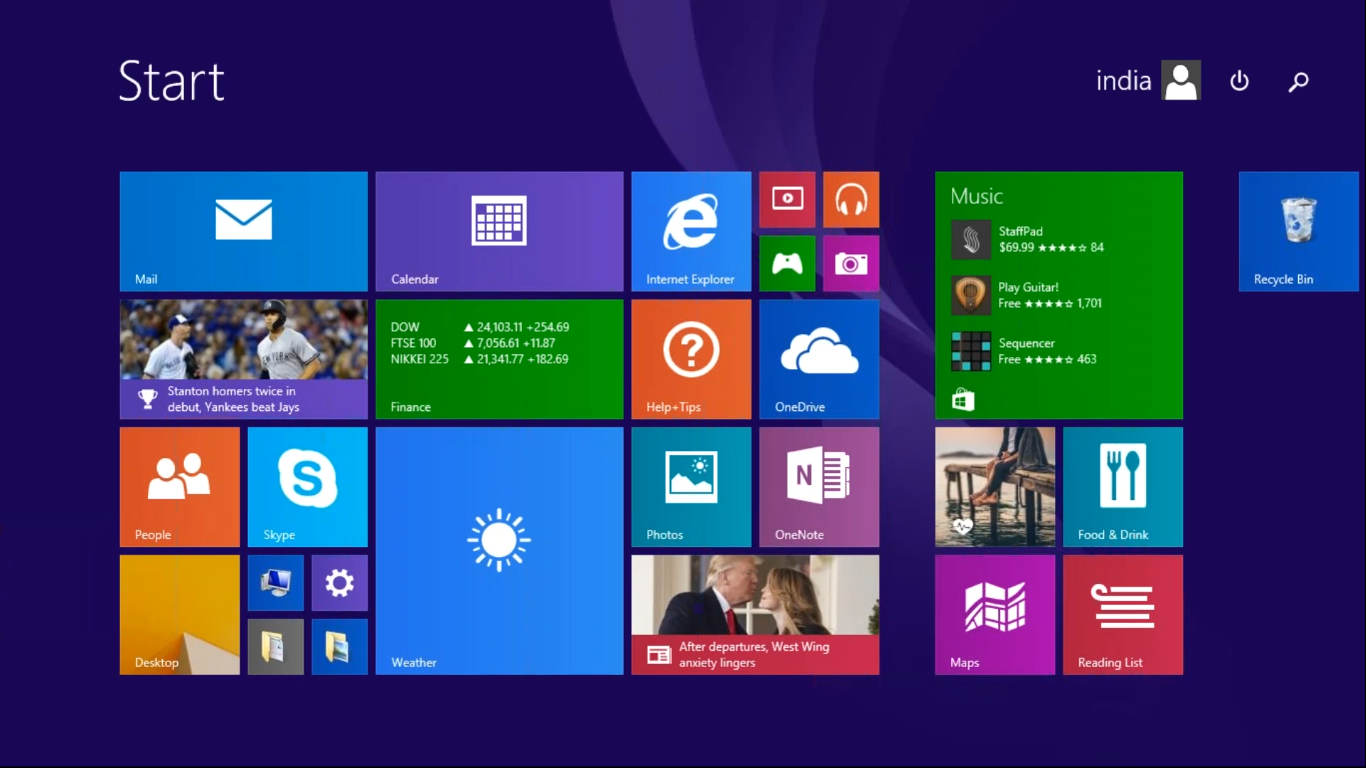 Start
india
Mail
Calendar
Internet Explorer
Music
StaffPad
$69.99 ★★★★☆ 84
Play Guitar!
Free ★★★★☆ 1,701
Sequencer
Free ★★★★☆ 463
Recycle Bin
Stanton homers twice in
debut, Yankees beat Jays
DOW ▲ 24,103.11 +254.69
FTSE 100 ▲ 7,056.61 +11.87
NIKKEI 225 ▲ 21,341.77 +182.69
Finance
Help+Tips
OneDrive
People
Skype
Weather
Photos
OneNote
Food & Drink
Desktop
After departures, West Wing
anxiety lingers
Maps
Reading List